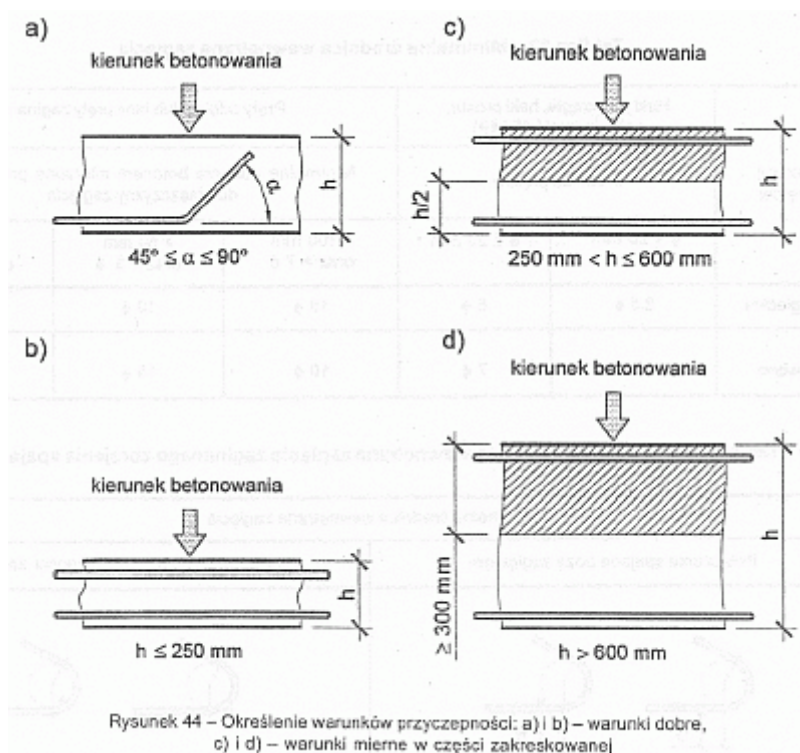 a)
kierunek betonowania
h
α
45° ≤ α ≤ 90°
b)
kierunek betonowania
h
h ≤ 250 mm
c)
kierunek betonowania
h/2
h
250 mm < h ≤ 600 mm
d)
kierunek betonowania
≥ 300 mm
h
h > 600 mm
Rysunek 44 – Określenie warunków przyczepności: a) i b) – warunki dobre,
c) i d) – warunki mierne w części zakreskowanej